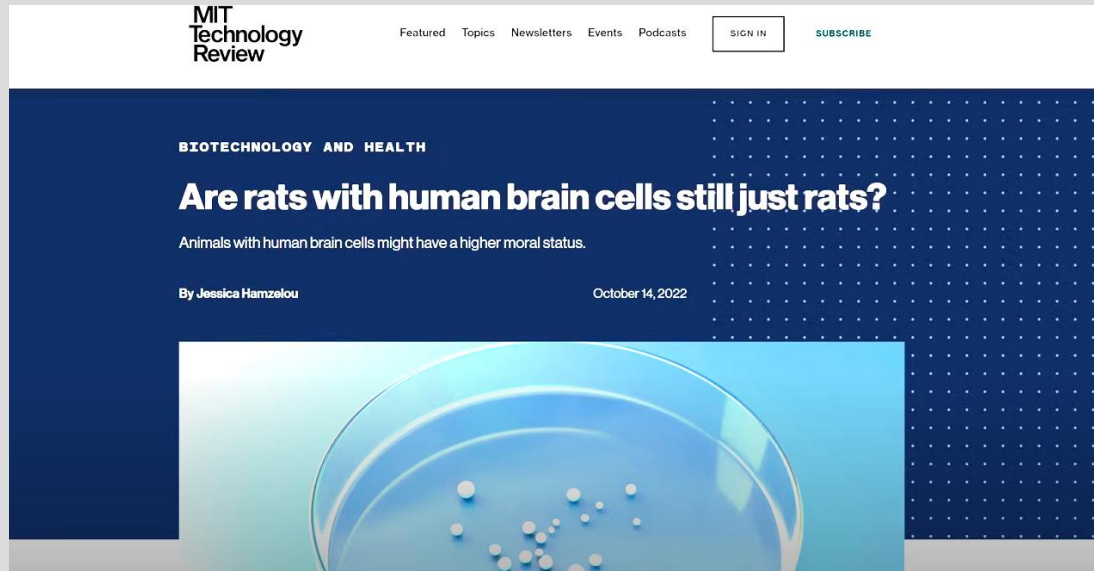 MIT
Technology
Review
Featured Topics Newsletters Events Podcasts SIGN IN SUBSCRIBE
BIOTECHNOLOGY AND HEALTH
Are rats with human brain cells still just rats?
Animals with human brain cells might have a higher moral status.
By Jessica Hamzelou October 14, 2022